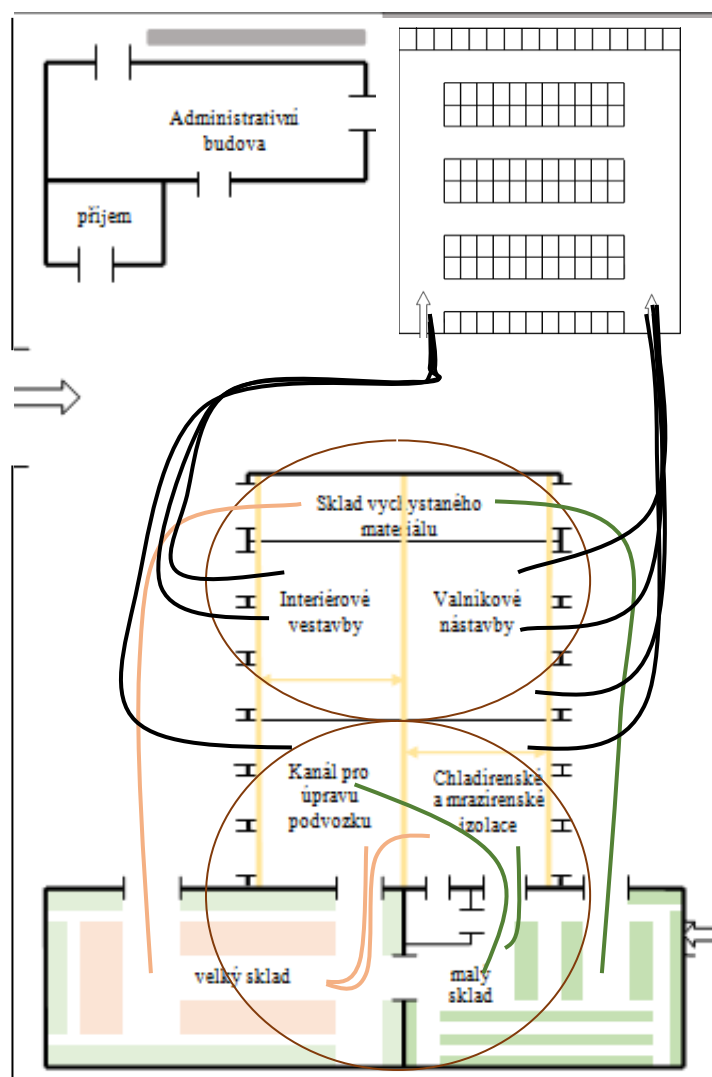 Administrativní
budova
příjem
Sklad vychystaného
materiálu
Interiérové
vestavby
Valníkové
nástavby
Kanál pro
úpravu
podvozku
Chladírenské
a mrazírenské
izolace
velký sklad
malý
sklad